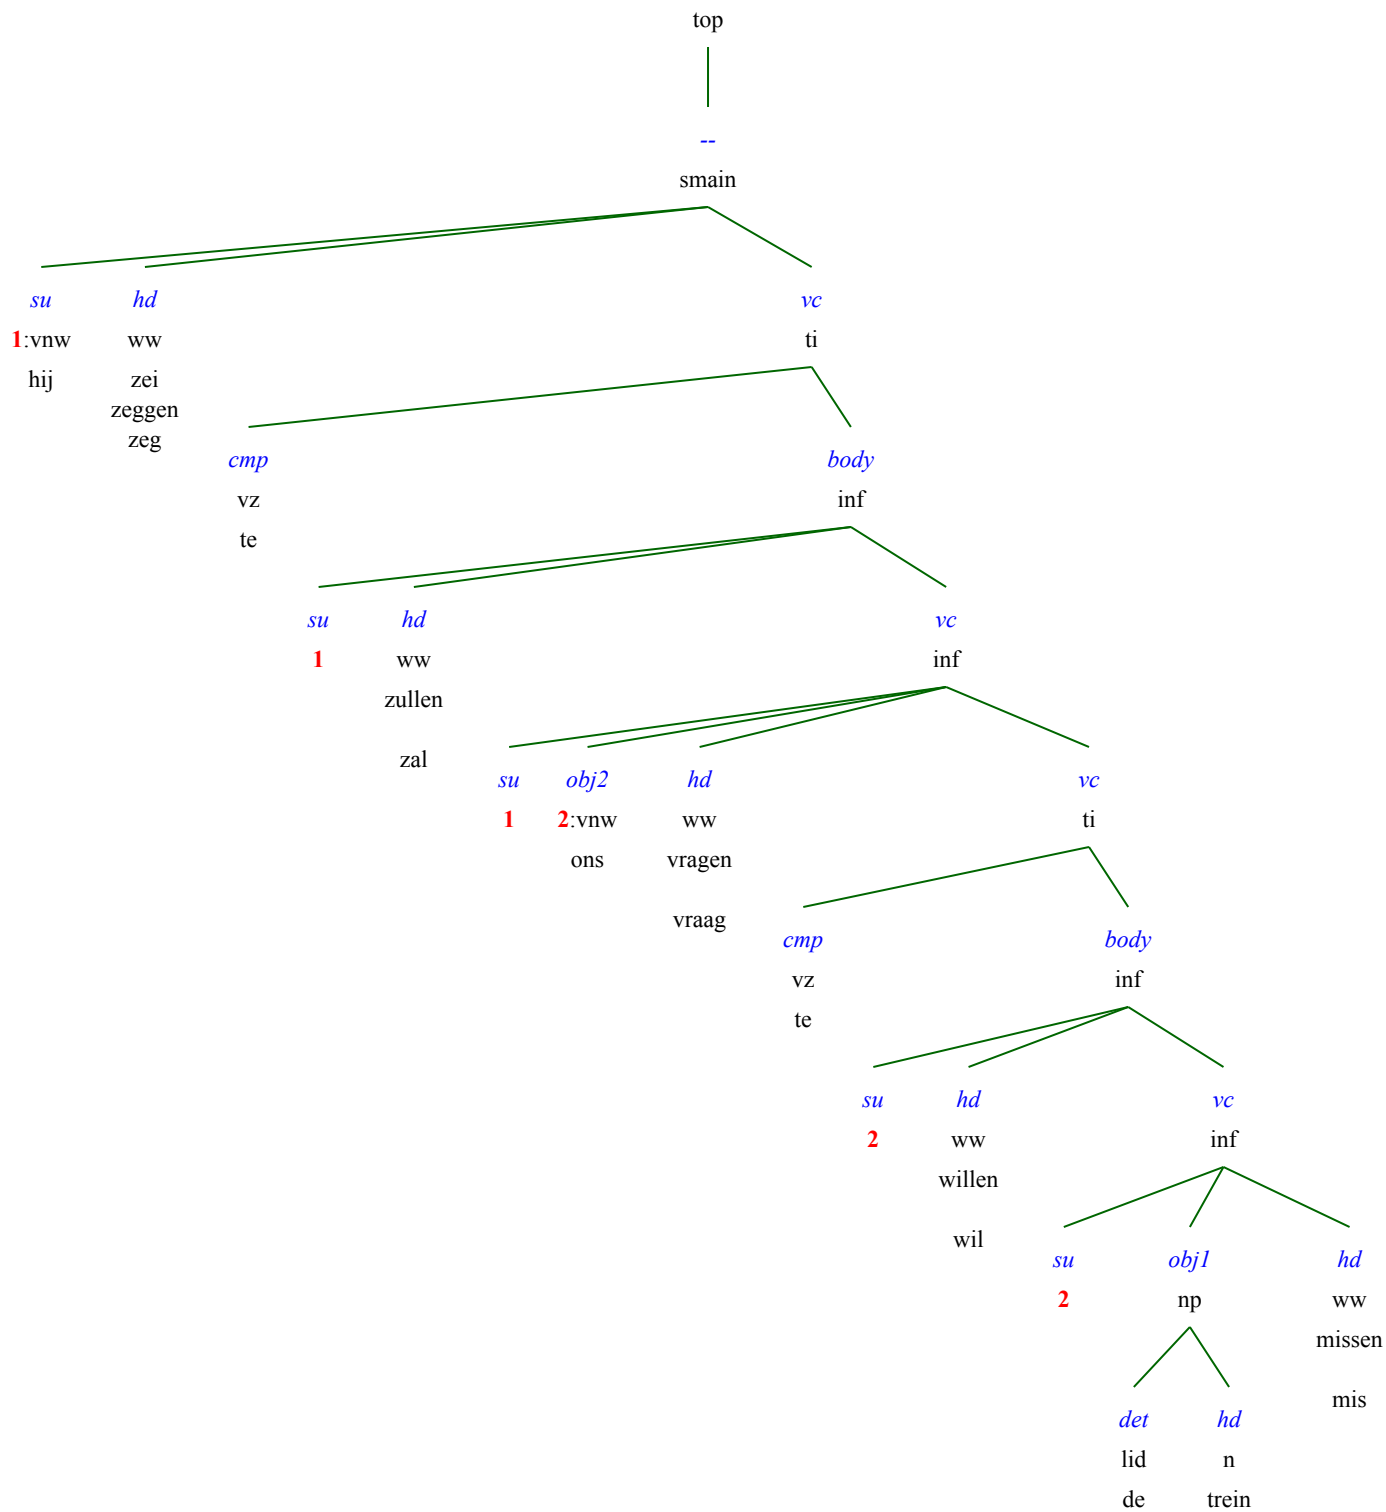 top
--
smain
su hd vc
1:vnw ww ti
hij zei
zeggen
zeg
cmp body
vz inf
te
su hd vc
1 ww inf
zullen
zal
su obj2 hd vc
1 2:vnw ww ti
ons vragen
vraag
cmp body
vz inf
te
su hd vc
2 ww inf
willen
wil
su obj1 hd
2 np ww
missen
mis
det hd
lid n
de trein